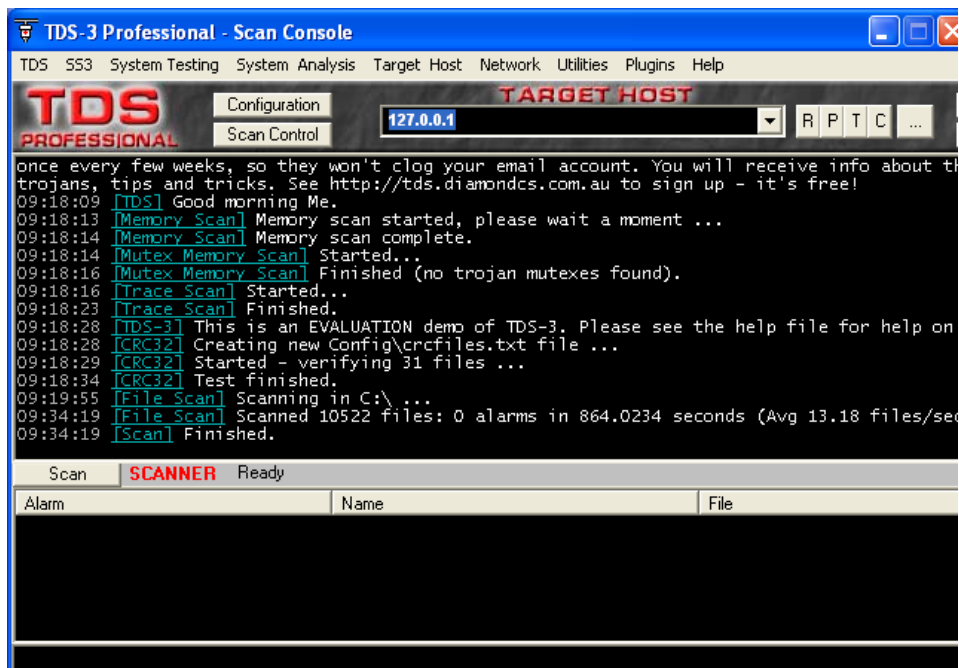 TDS-3 Professional - Scan Console
TDS SS3 System Testing System Analysis Target Host Network Utilities Plugins Help
TDS
PROFESSIONAL
Configuration
Scan Control
TARGET HOST
127.0.0.1
R P T C ...
once every few weeks, so they won't clog your email account. You will receive info about th
trojans, tips and tricks. See http://tds.diamondcs.com.au to sign up - it's free!
09:18:09 [TDS] Good morning Me.
09:18:13 [Memory Scan] Memory scan started, please wait a moment ...
09:18:14 [Memory Scan] Memory scan complete.
09:18:14 [Mutex Memory Scan] Started...
09:18:16 [Mutex Memory Scan] Finished (no trojan mutexes found).
09:18:16 [Trace Scan] Started...
09:18:23 [Trace Scan] Finished.
09:18:28 [TDS-3] This is an EVALUATION demo of TDS-3. Please see the help file for help on
09:18:28 [CRC32] Creating new Config\crcfiles.txt file ...
09:18:29 [CRC32] Started - verifying 31 files ...
09:18:34 [CRC32] Test finished.
09:19:55 [File Scan] Scanning in C:\ ...
09:34:19 [File Scan] Scanned 10522 files: 0 alarms in 864.0234 seconds (Avg 13.18 files/sec
09:34:19 [Scan] Finished.
Scan SCANNER Ready
Alarm Name File